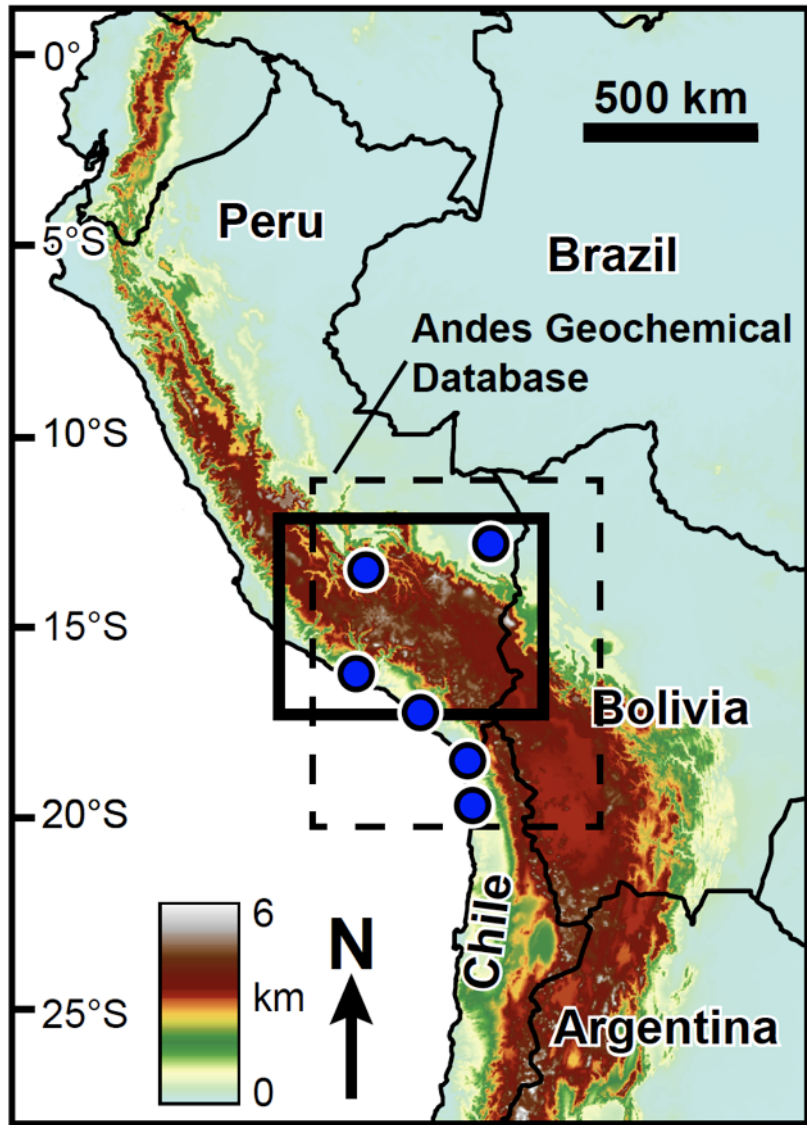 0°
500 km
Peru
5°S
Brazil
Andes Geochemical
Database
10°S
15°S
Bolivia
20°S
6
N
Chile
km
25°S
Argentina
0